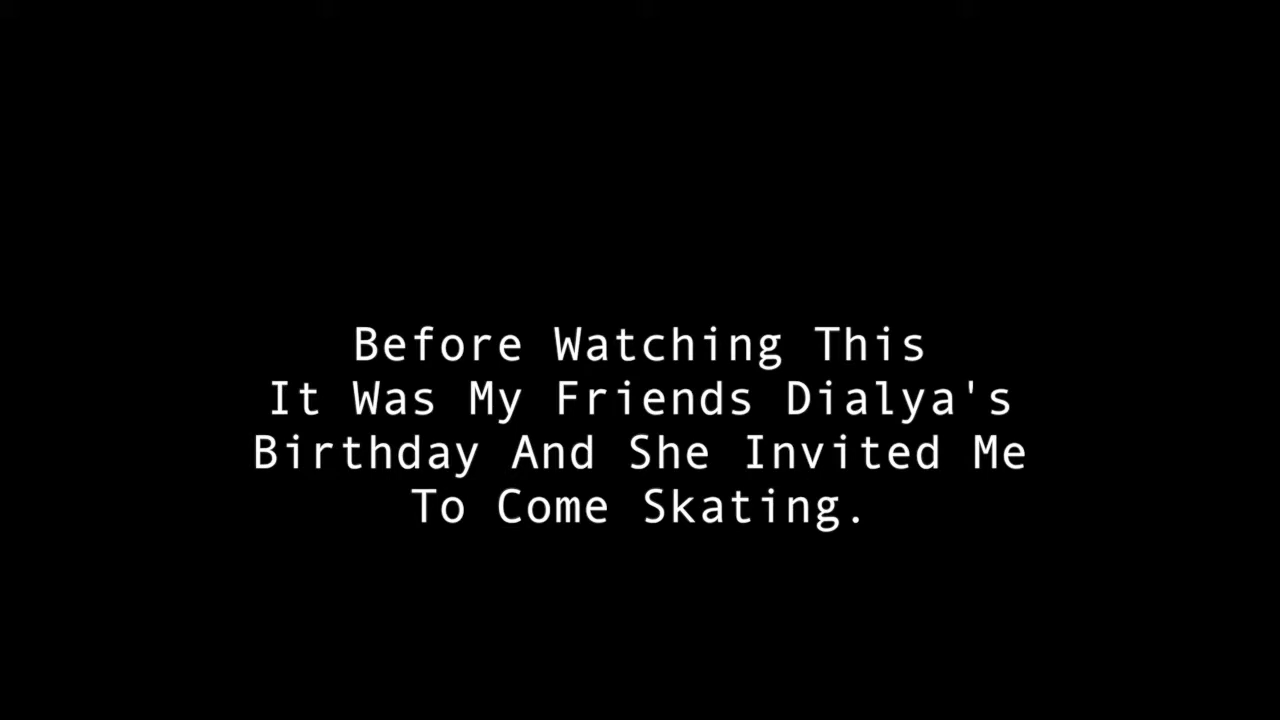 Before Watching This
It Was My Friends Dialya's
Birthday And She Invited Me
To Come Skating.